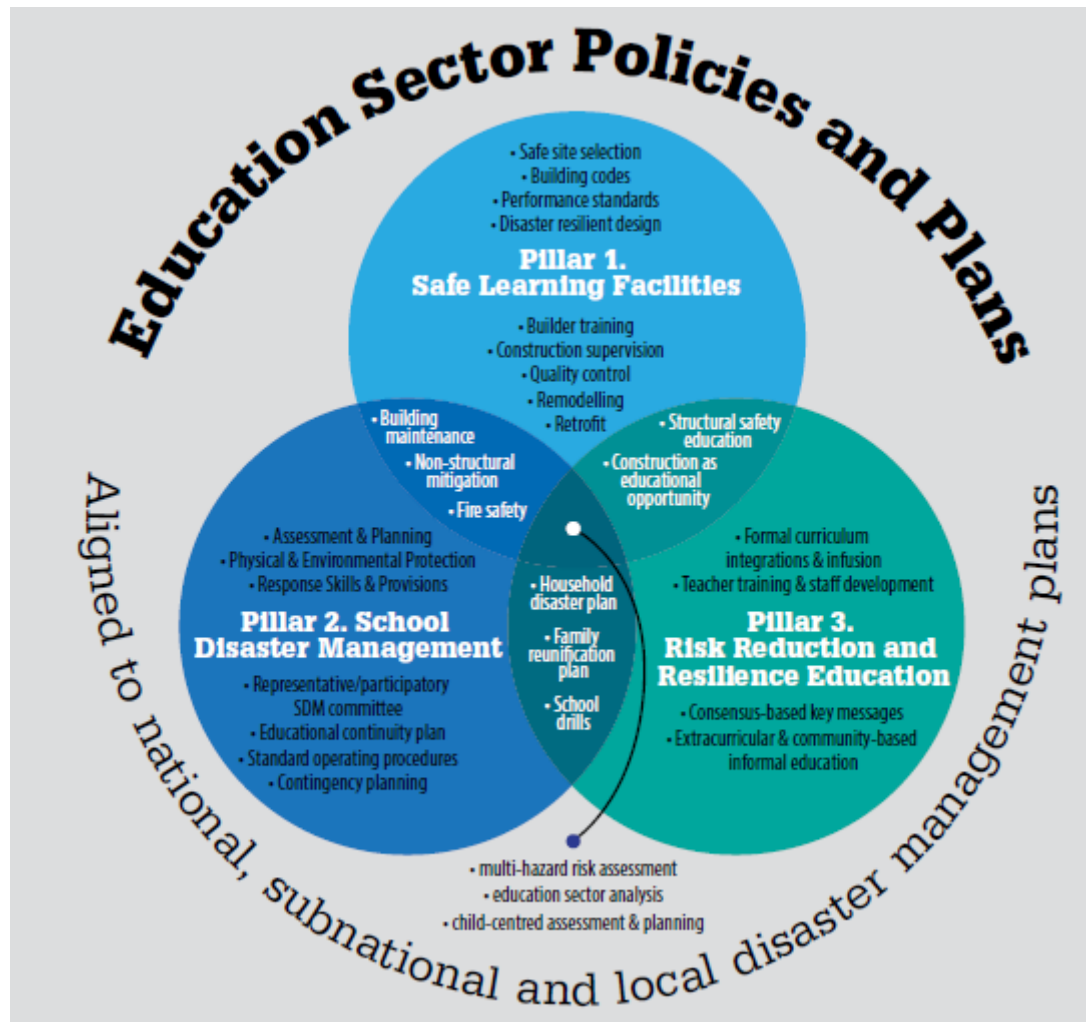 Education Sector Policies and Plans
• Safe site selection
• Building codes
• Performance standards
• Disaster resilient design
Pillar 1.
Safe Learning Facilities
• Builder training
• Construction supervision
• Quality control
• Remodelling
• Retrofit
• Building
maintenance
• Non-structural
mitigation
• Fire safety
• Structural safety
education
• Construction as
educational
opportunity
• Assessment & Planning
• Physical & Environmental Protection
• Response Skills & Provisions
Pillar 2. School
Disaster Management
• Representative/participatory
SDM committee
• Educational continuity plan
• Standard operating procedures
• Contingency planning
• Household
disaster plan
• Family
reunification
plan
• School
drills
• Formal curriculum
integrations & infusion
• Teacher training & staff development
Pillar 3.
Risk Reduction and
Resilience Education
• Consensus-based key messages
• Extracurricular & community-based
informal education
• multi-hazard risk assessment
• education sector analysis
• child-centred assessment & planning
Aligned to national, subnational and local disaster management plans